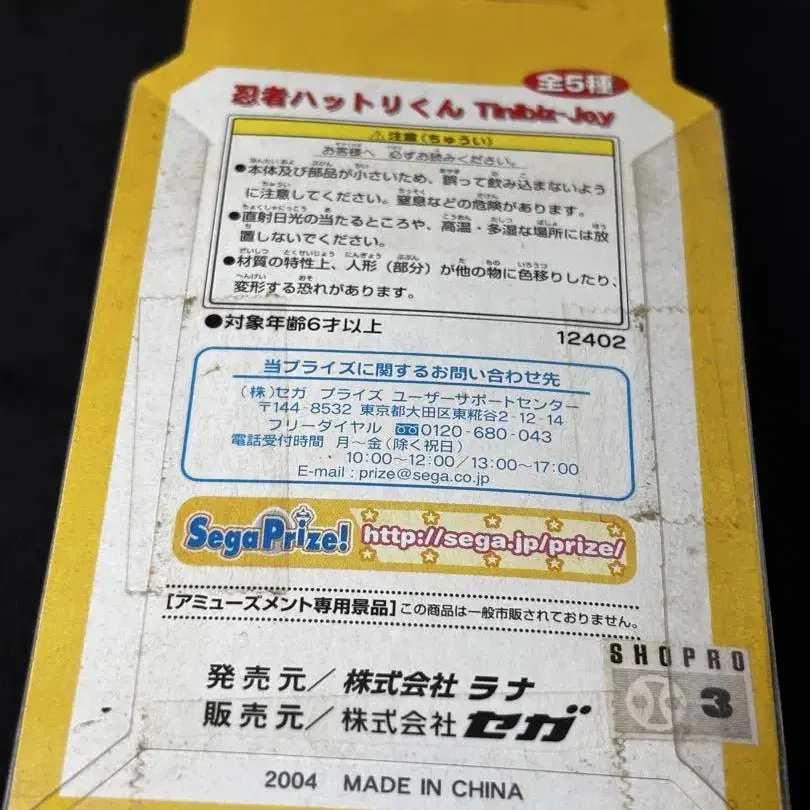 全5種
忍者ハットリくん Tinibiz-Joy
⚠注意(ちゅうい)
お客様へ 必ずお読みください。
●本体及び部品が小さいため、誤って飲み込まないよう
に注意してください。窒息などの危険があります。
●直射日光の当たるところや、高温・多湿な場所には放
置しないでください。
●材質の特性上、人形(部分)が他の物に色移りしたり、
変形する恐れがあります。
●対象年齢6才以上
12402
当プライズに関するお問い合わせ先
(株)セガ プライズ ユーザーサポートセンター
〒144-8532 東京都大田区東糀谷2-12-14
フリーダイヤル 0120-680-043
電話受付時間 月~金(除く祝日)
10:00~12:00/13:00~17:00
E-mail : prize@sega.co.jp
Sega Prize! http://sega.jp/prize/
[アミューズメント専用景品] この商品は一般市販されておりません。
SHOPRO
3
発売元/株式会社 ラナ
販売元/株式会社 セガ
2004 MADE IN CHINA